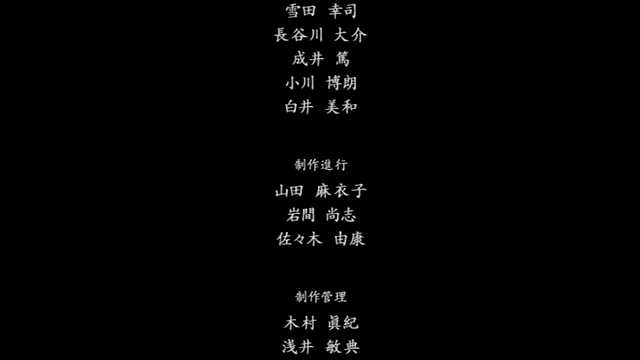 雪田 幸司
長谷川 大介
成井 篤
小川 博朗
白井 美和
制作進行
山田 麻衣子
岩間 尚志
佐々木 由康
制作管理
木村 眞紀
浅井 敏典